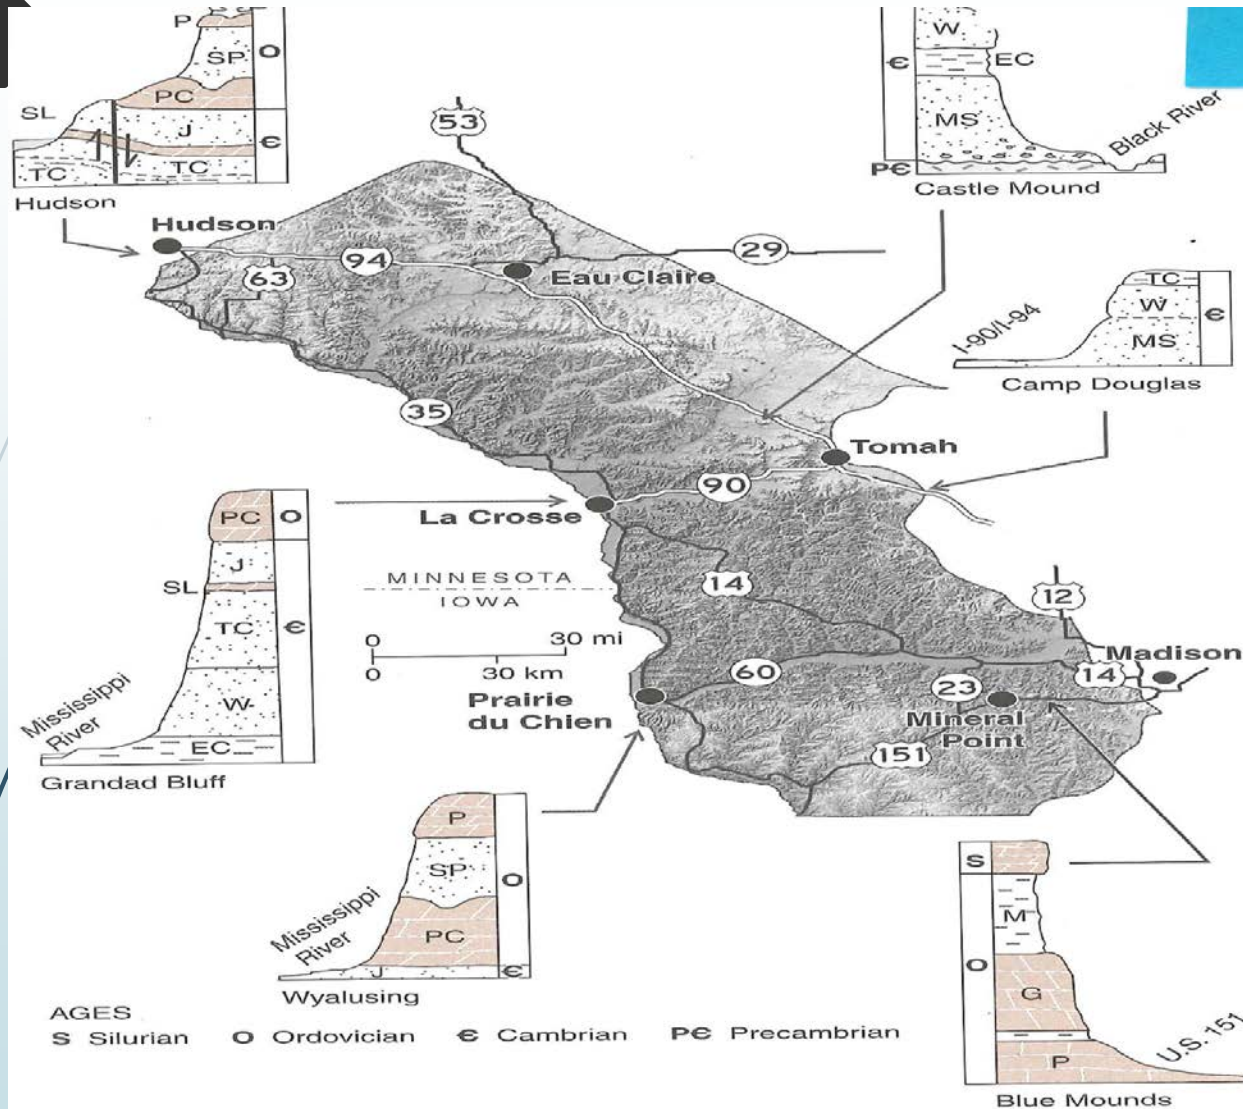 P
SP
O
PC
SL
J
Є
TC
TC
Hudson
W
Є
EC
MS
PЄ
Black River
Castle Mound
53
Hudson
94
63
Eau Claire
29
TC
W
Є
MS
I-90/I-94
Camp Douglas
35
Tomah
90
La Crosse
PC
O
J
SL
TC
Є
W
EC
Mississippi
River
Grandad Bluff
MINNESOTA
IOWA
0 30 mi
0 30 km
14
12
Madison
14
60
23
Prairie
du Chien
Mineral
Point
151
P
SP
O
PC
J
Є
Mississippi
River
Wyalusing
S
M
O
G
P
U.S. 151
Blue Mounds
AGES
S Silurian O Ordovician Є Cambrian PЄ Precambrian